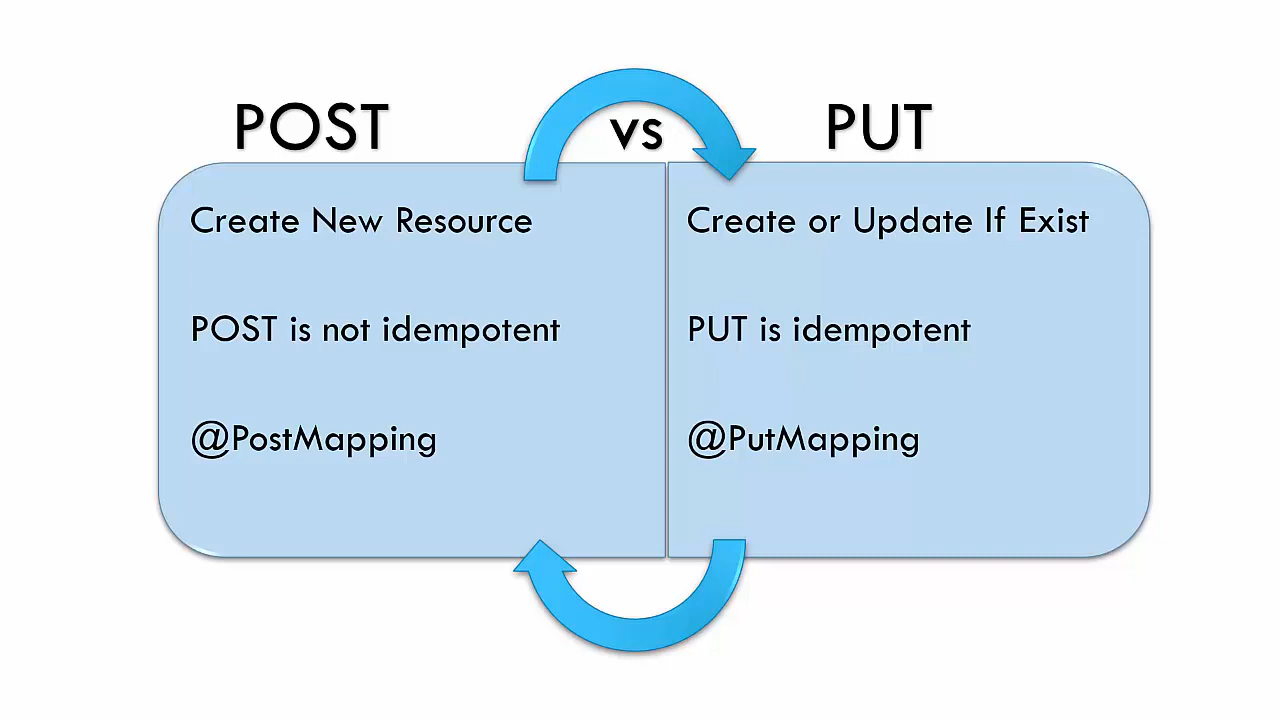 POST vs PUT
Create New Resource
POST is not idempotent
@PostMapping
Create or Update If Exist
PUT is idempotent
@PutMapping